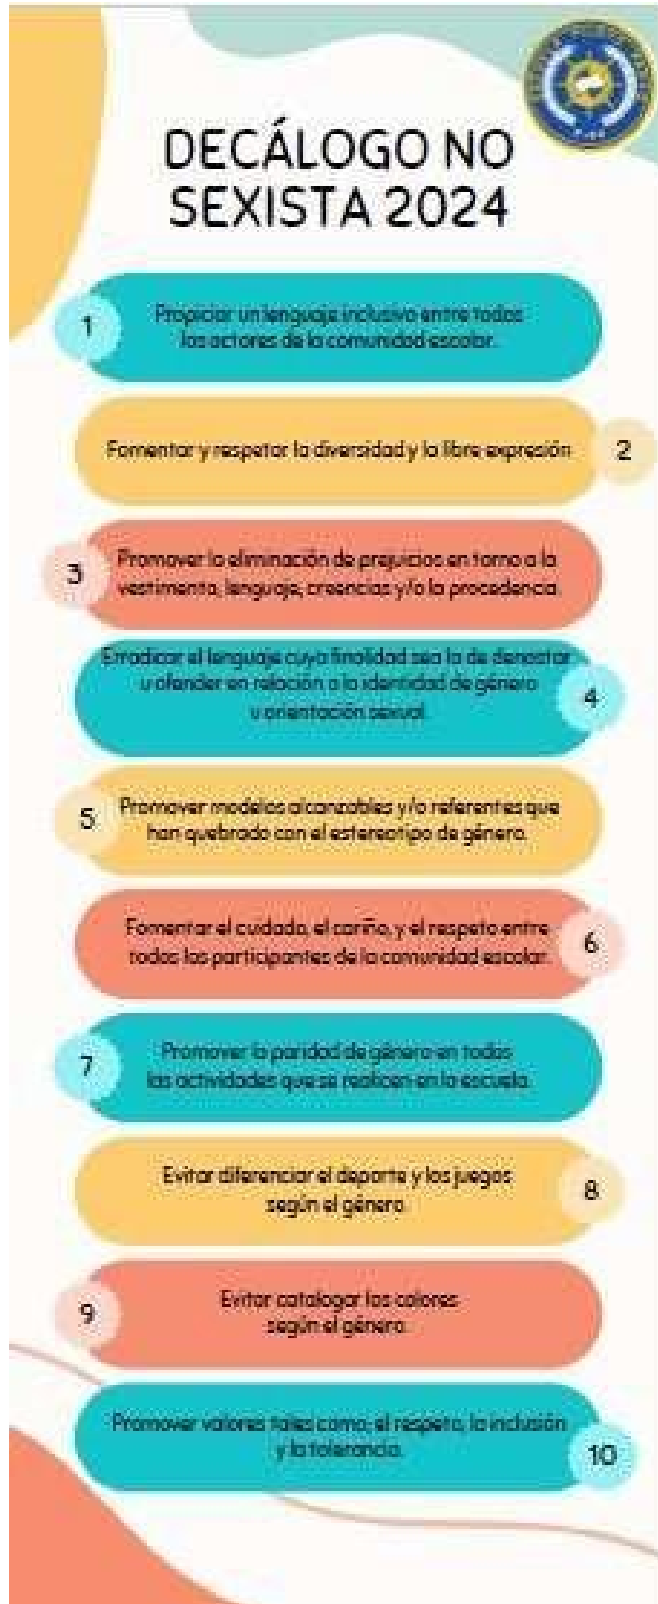 DECÁLOGO NO
SEXISTA 2024
1
Propiciar un lenguaje inclusivo entre todos
los actores de la comunidad escolar.
Fomentar y respetar la diversidad y la libre expresión
2
3
Promover la eliminación de prejuicios en torno a la
vestimenta, lenguaje, creencias y/o la procedencia.
Erradicar el lenguaje cuya finalidad sea la de denostar
u ofender en relación a la identidad de género
u orientación sexual
4
5
Promover modelos alcanzables y/o referentes que
han quebrado con el estereotipo de género.
Fomentar el cuidado, el cariño, y el respeto entre
todos los participantes de la comunidad escolar.
6
7
Promover la paridad de género en todas
las actividades que se realicen en la escuela.
Evitar diferenciar el deporte y los juegos
según el género.
8
9
Evitar catalogar los colores
según el género.
Promover valores tales como; el respeto, la inclusión
y la tolerancia.
10